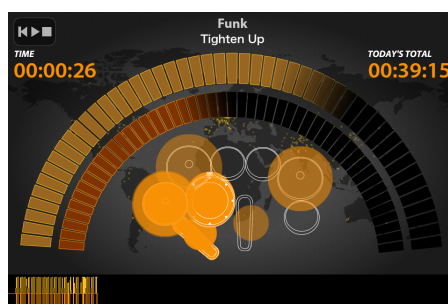 Funk
Tighten Up
TIME
00:00:26
TODAY'S TOTAL
00:39:15